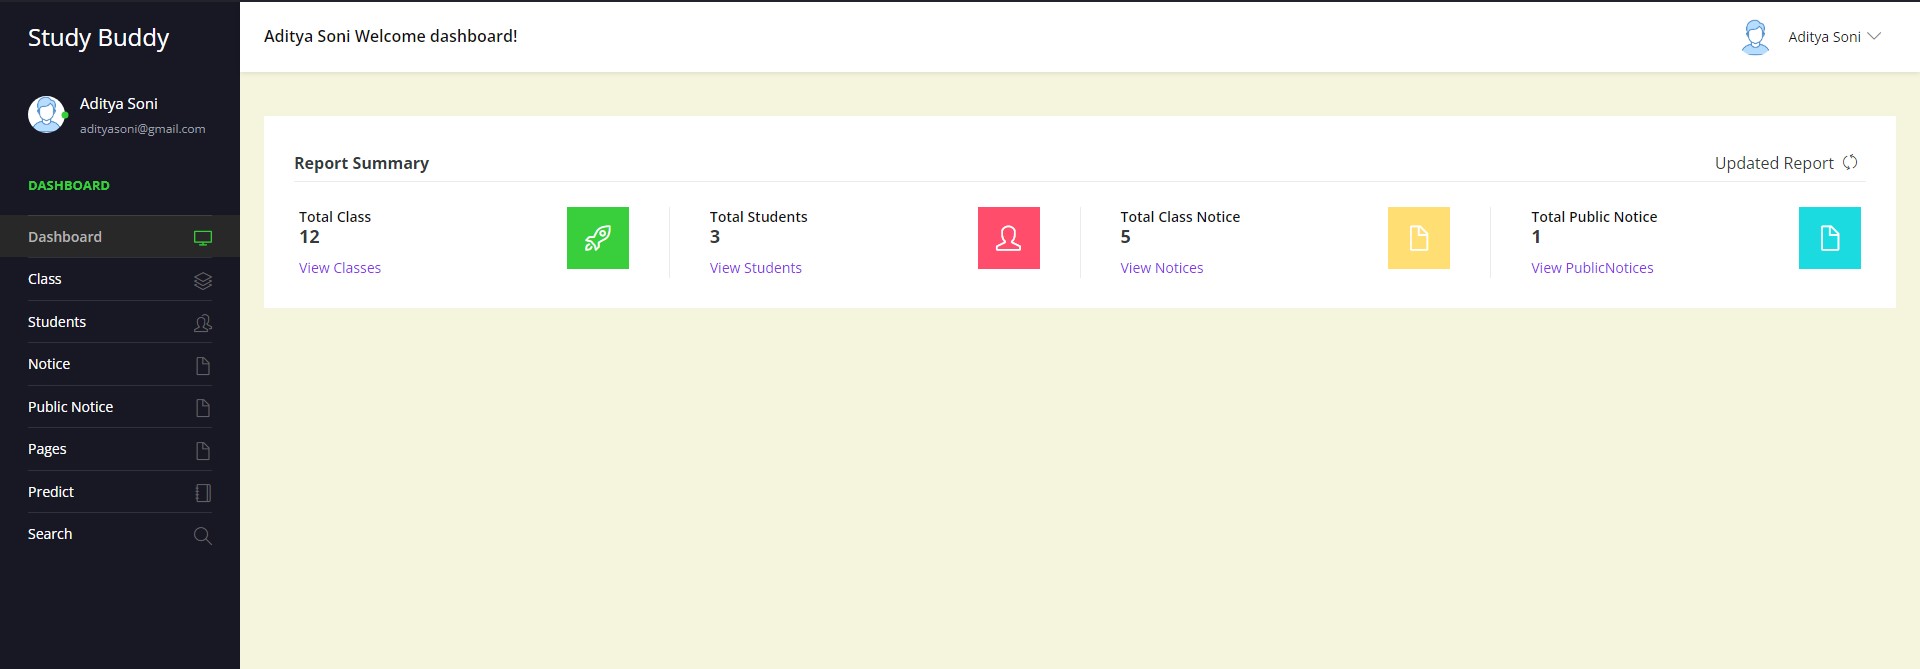 Study Buddy
Aditya Soni
adityasoni@gmail.com
DASHBOARD
Dashboard
Class
Students
Notice
Public Notice
Pages
Predict
Search
Aditya Soni Welcome dashboard!
Aditya Soni
Report Summary
Updated Report
Total Class
12
View Classes
Total Students
3
View Students
Total Class Notice
5
View Notices
Total Public Notice
1
View PublicNotices